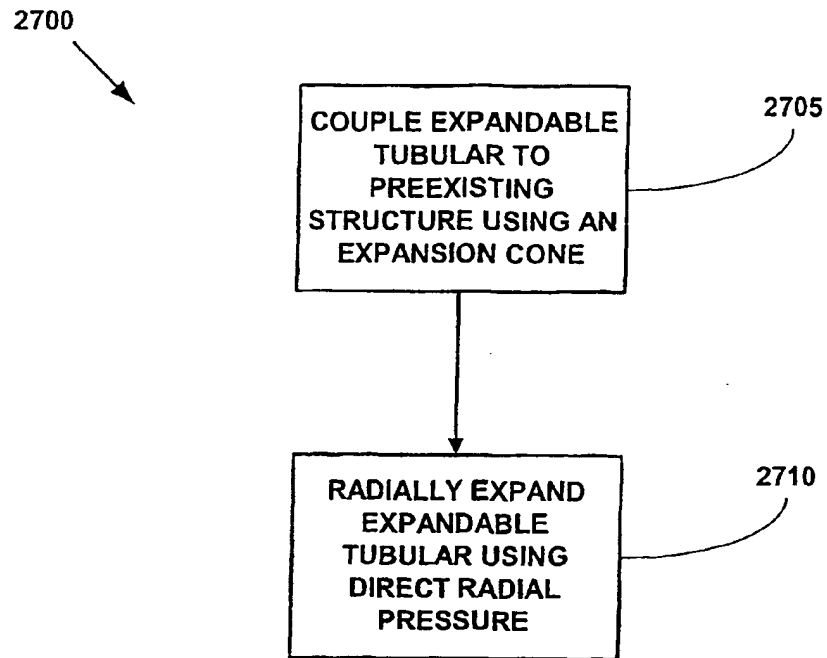 2700
COUPLE EXPANDABLE
TUBULAR TO
PREEXISTING
STRUCTURE USING AN
EXPANSION CONE
2705
RADIALLY EXPAND
EXPANDABLE
TUBULAR USING
DIRECT RADIAL
PRESSURE
2710